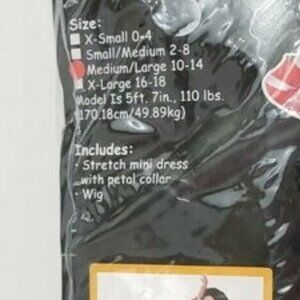 Size:
X-Small 0-4
Small/Medium 2-8
Medium/Large 10-14
X-Large 16-18
Model Is 5ft. 7in., 110 lbs.
170.18cm/49.89kg)
Includes:
· Stretch mini dress
with petal collar
· Wig